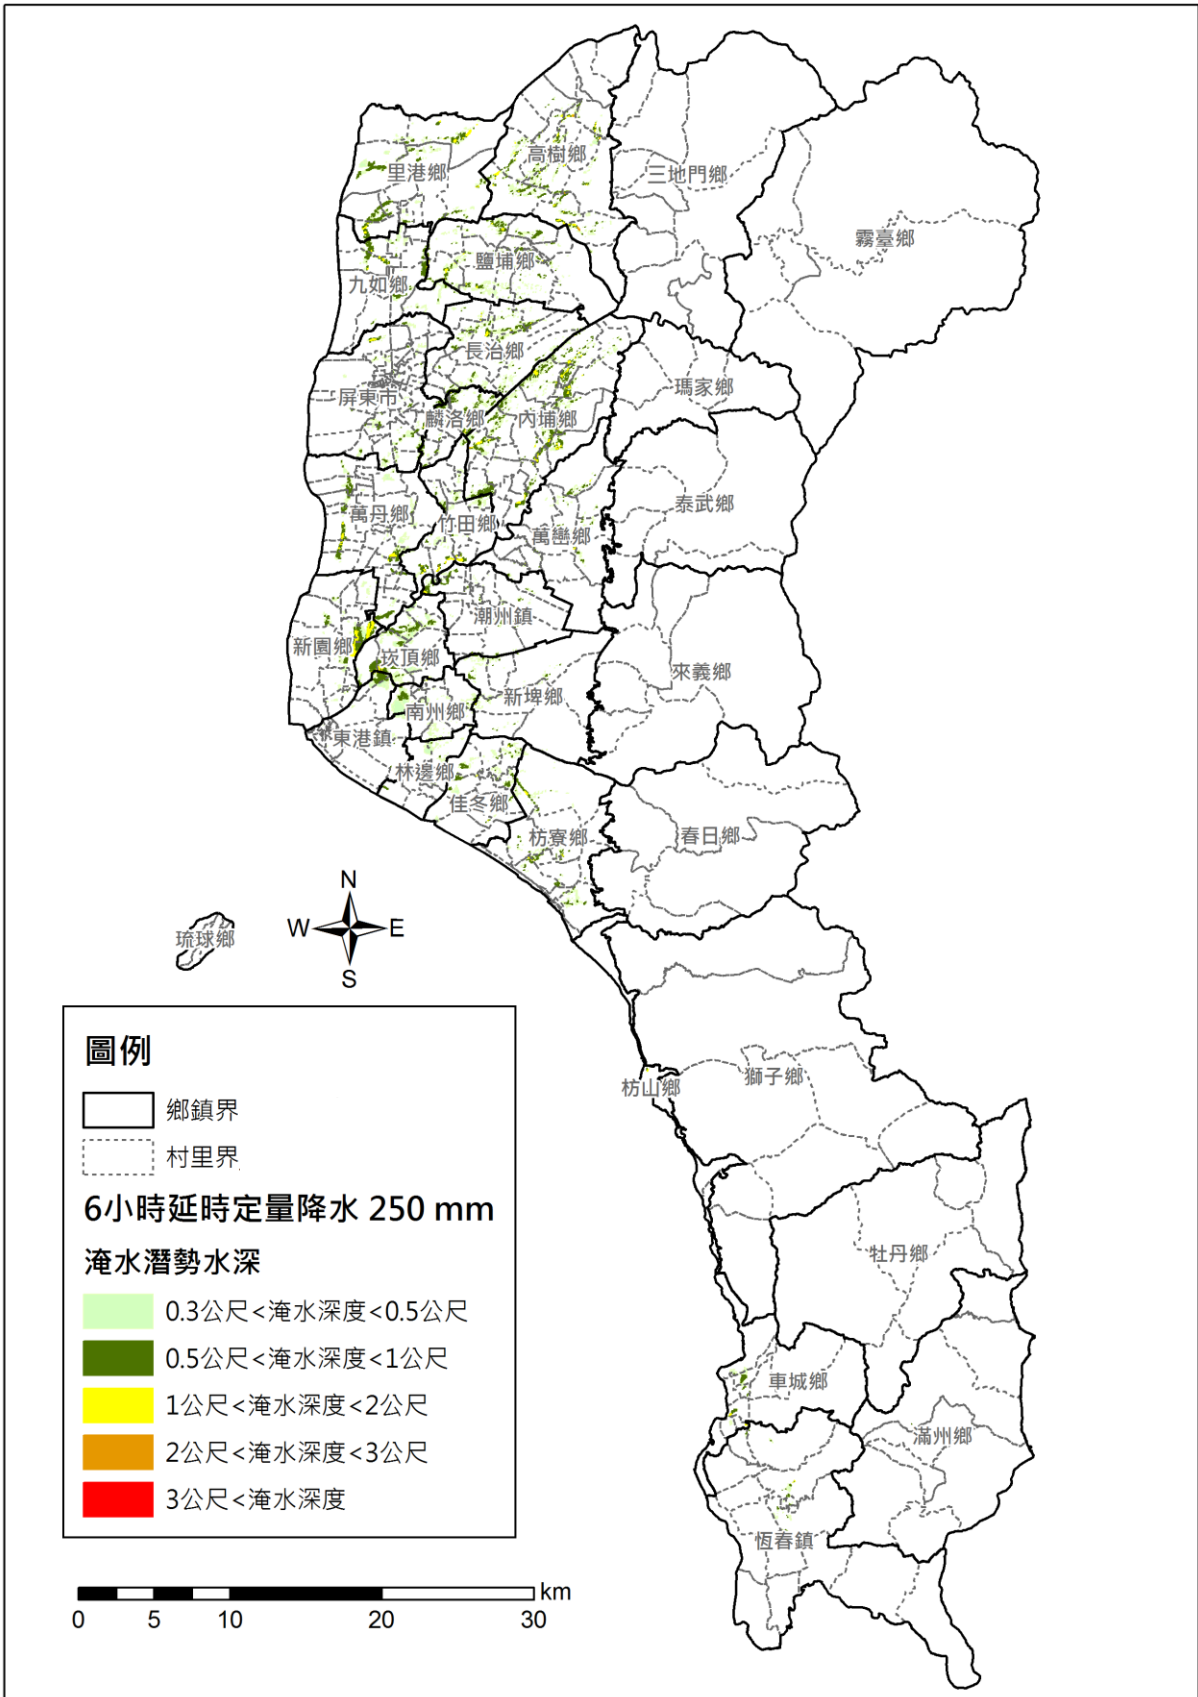 高樹鄉
里港鄉
三地門鄉
霧臺鄉
鹽埔鄉
九如鄉
長治鄉
瑪家鄉
屏東市
麟洛鄉
內埔鄉
泰武鄉
萬丹鄉
竹田鄉
萬巒鄉
潮州鎮
新園鄉
崁頂鄉
來義鄉
新埤鄉
南州鄉
東港鎮
林邊鄉
佳冬鄉
枋寮鄉
春日鄉
N
W
E
S
琉球鄉
獅子鄉
枋山鄉
牡丹鄉
車城鄉
滿州鄉
恆春鎮
圖例
鄉鎮界
村里界
6小時延時定量降水 250 mm
淹水潛勢水深
0.3公尺<淹水深度<0.5公尺
0.5公尺<淹水深度<1公尺
1公尺<淹水深度<2公尺
2公尺<淹水深度<3公尺
3公尺<淹水深度
km
0 5 10 20 30